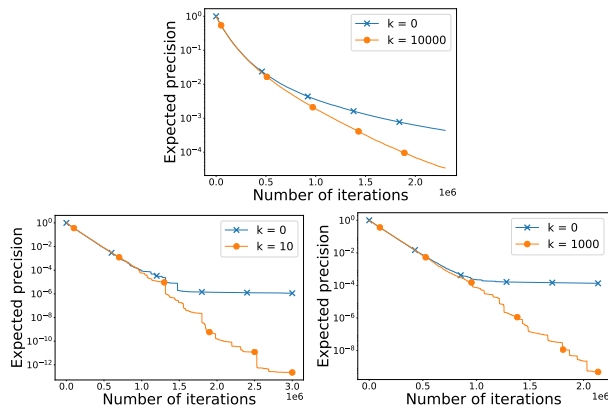 10⁰
10⁻¹
10⁻²
10⁻³
10⁻⁴
Expected precision
k = 0
k = 10000
0.0 0.5 1.0 1.5 2.0
1e6
Number of iterations
10⁰
10⁻²
10⁻⁴
10⁻⁶
10⁻⁸
10⁻¹⁰
10⁻¹²
Expected precision
k = 0
k = 10
0.0 0.5 1.0 1.5 2.0 2.5 3.0
1e6
Number of iterations
10⁰
10⁻²
10⁻⁴
10⁻⁶
10⁻⁸
Expected precision
k = 0
k = 1000
0.0 0.5 1.0 1.5 2.0
1e6
Number of iterations